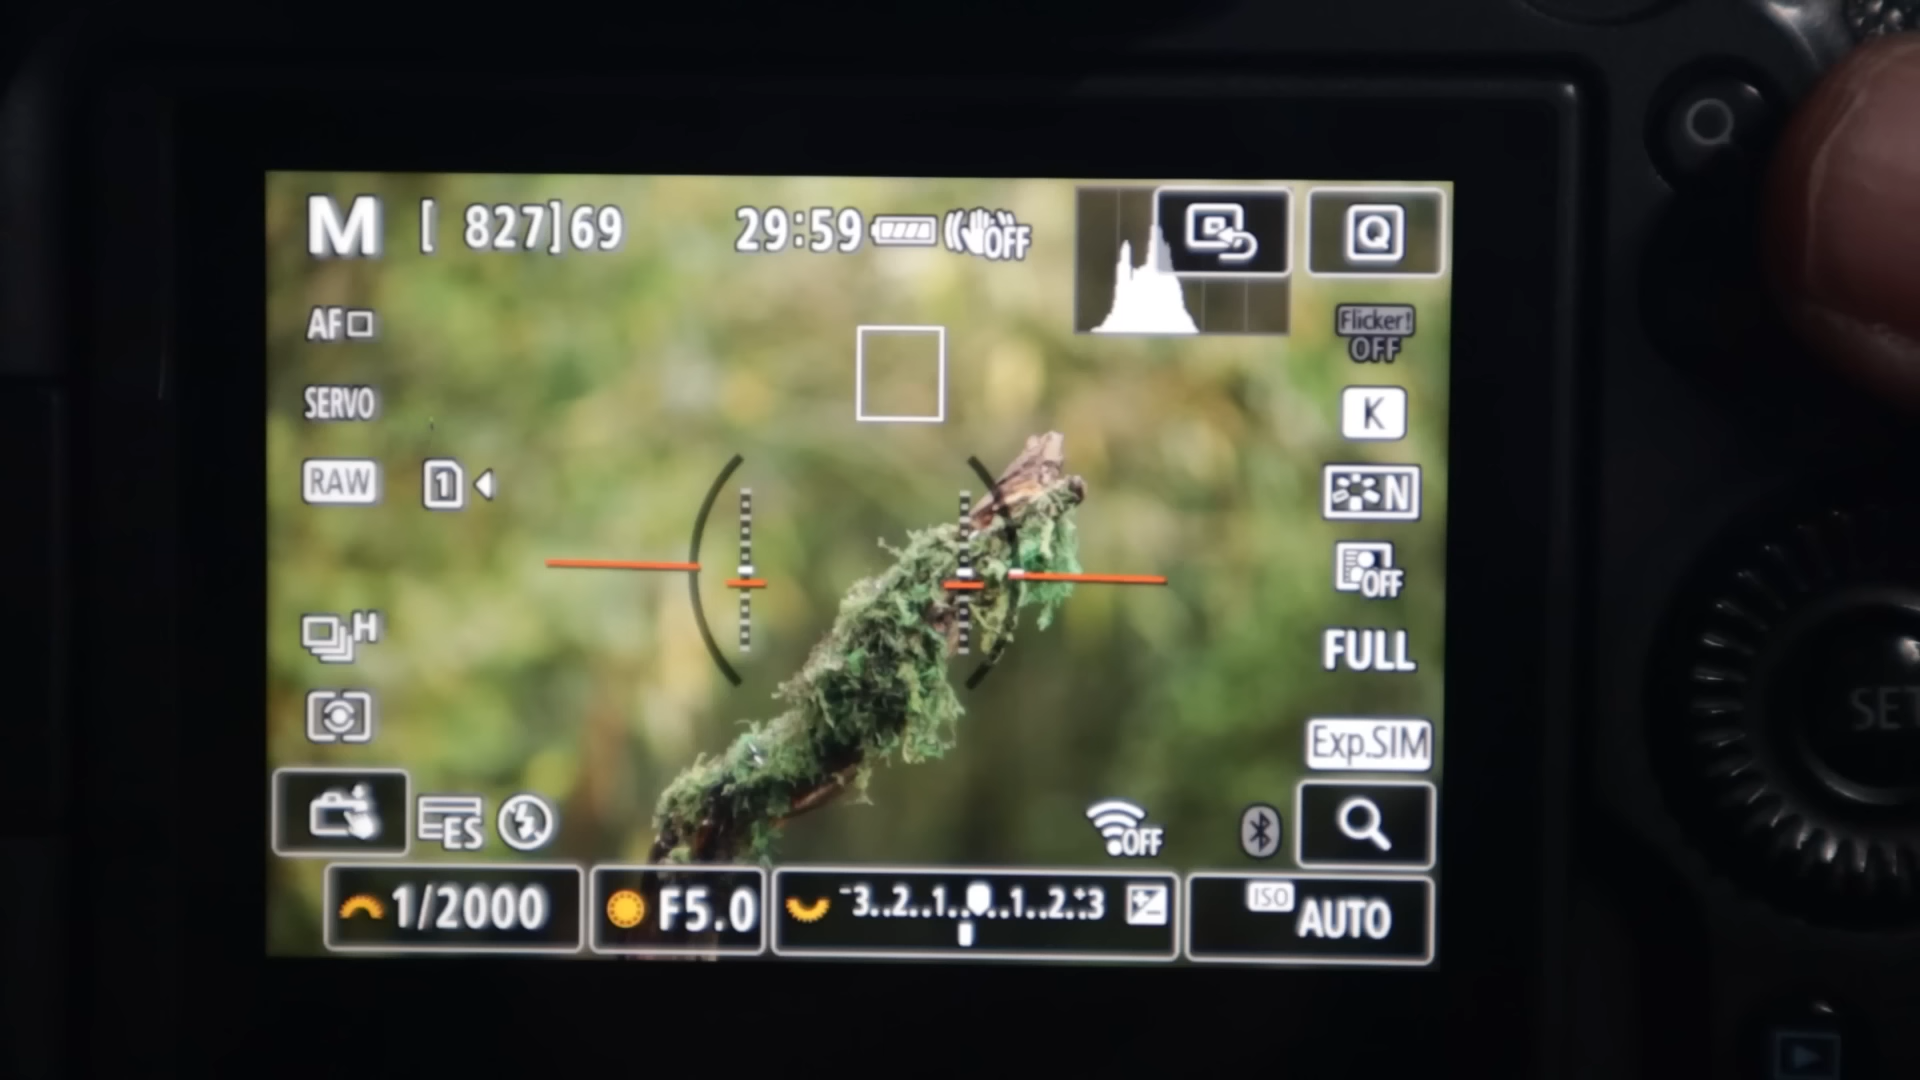 M [ 827]69 29:59 OFF Q
AF
Flicker!
OFF
SERVO
K
RAW 1
N
OFF
H
FULL
Exp.SIM
SET
ES
OFF
1/2000 F5.0 -3..2..1..0..1..2..+3 ISO AUTO